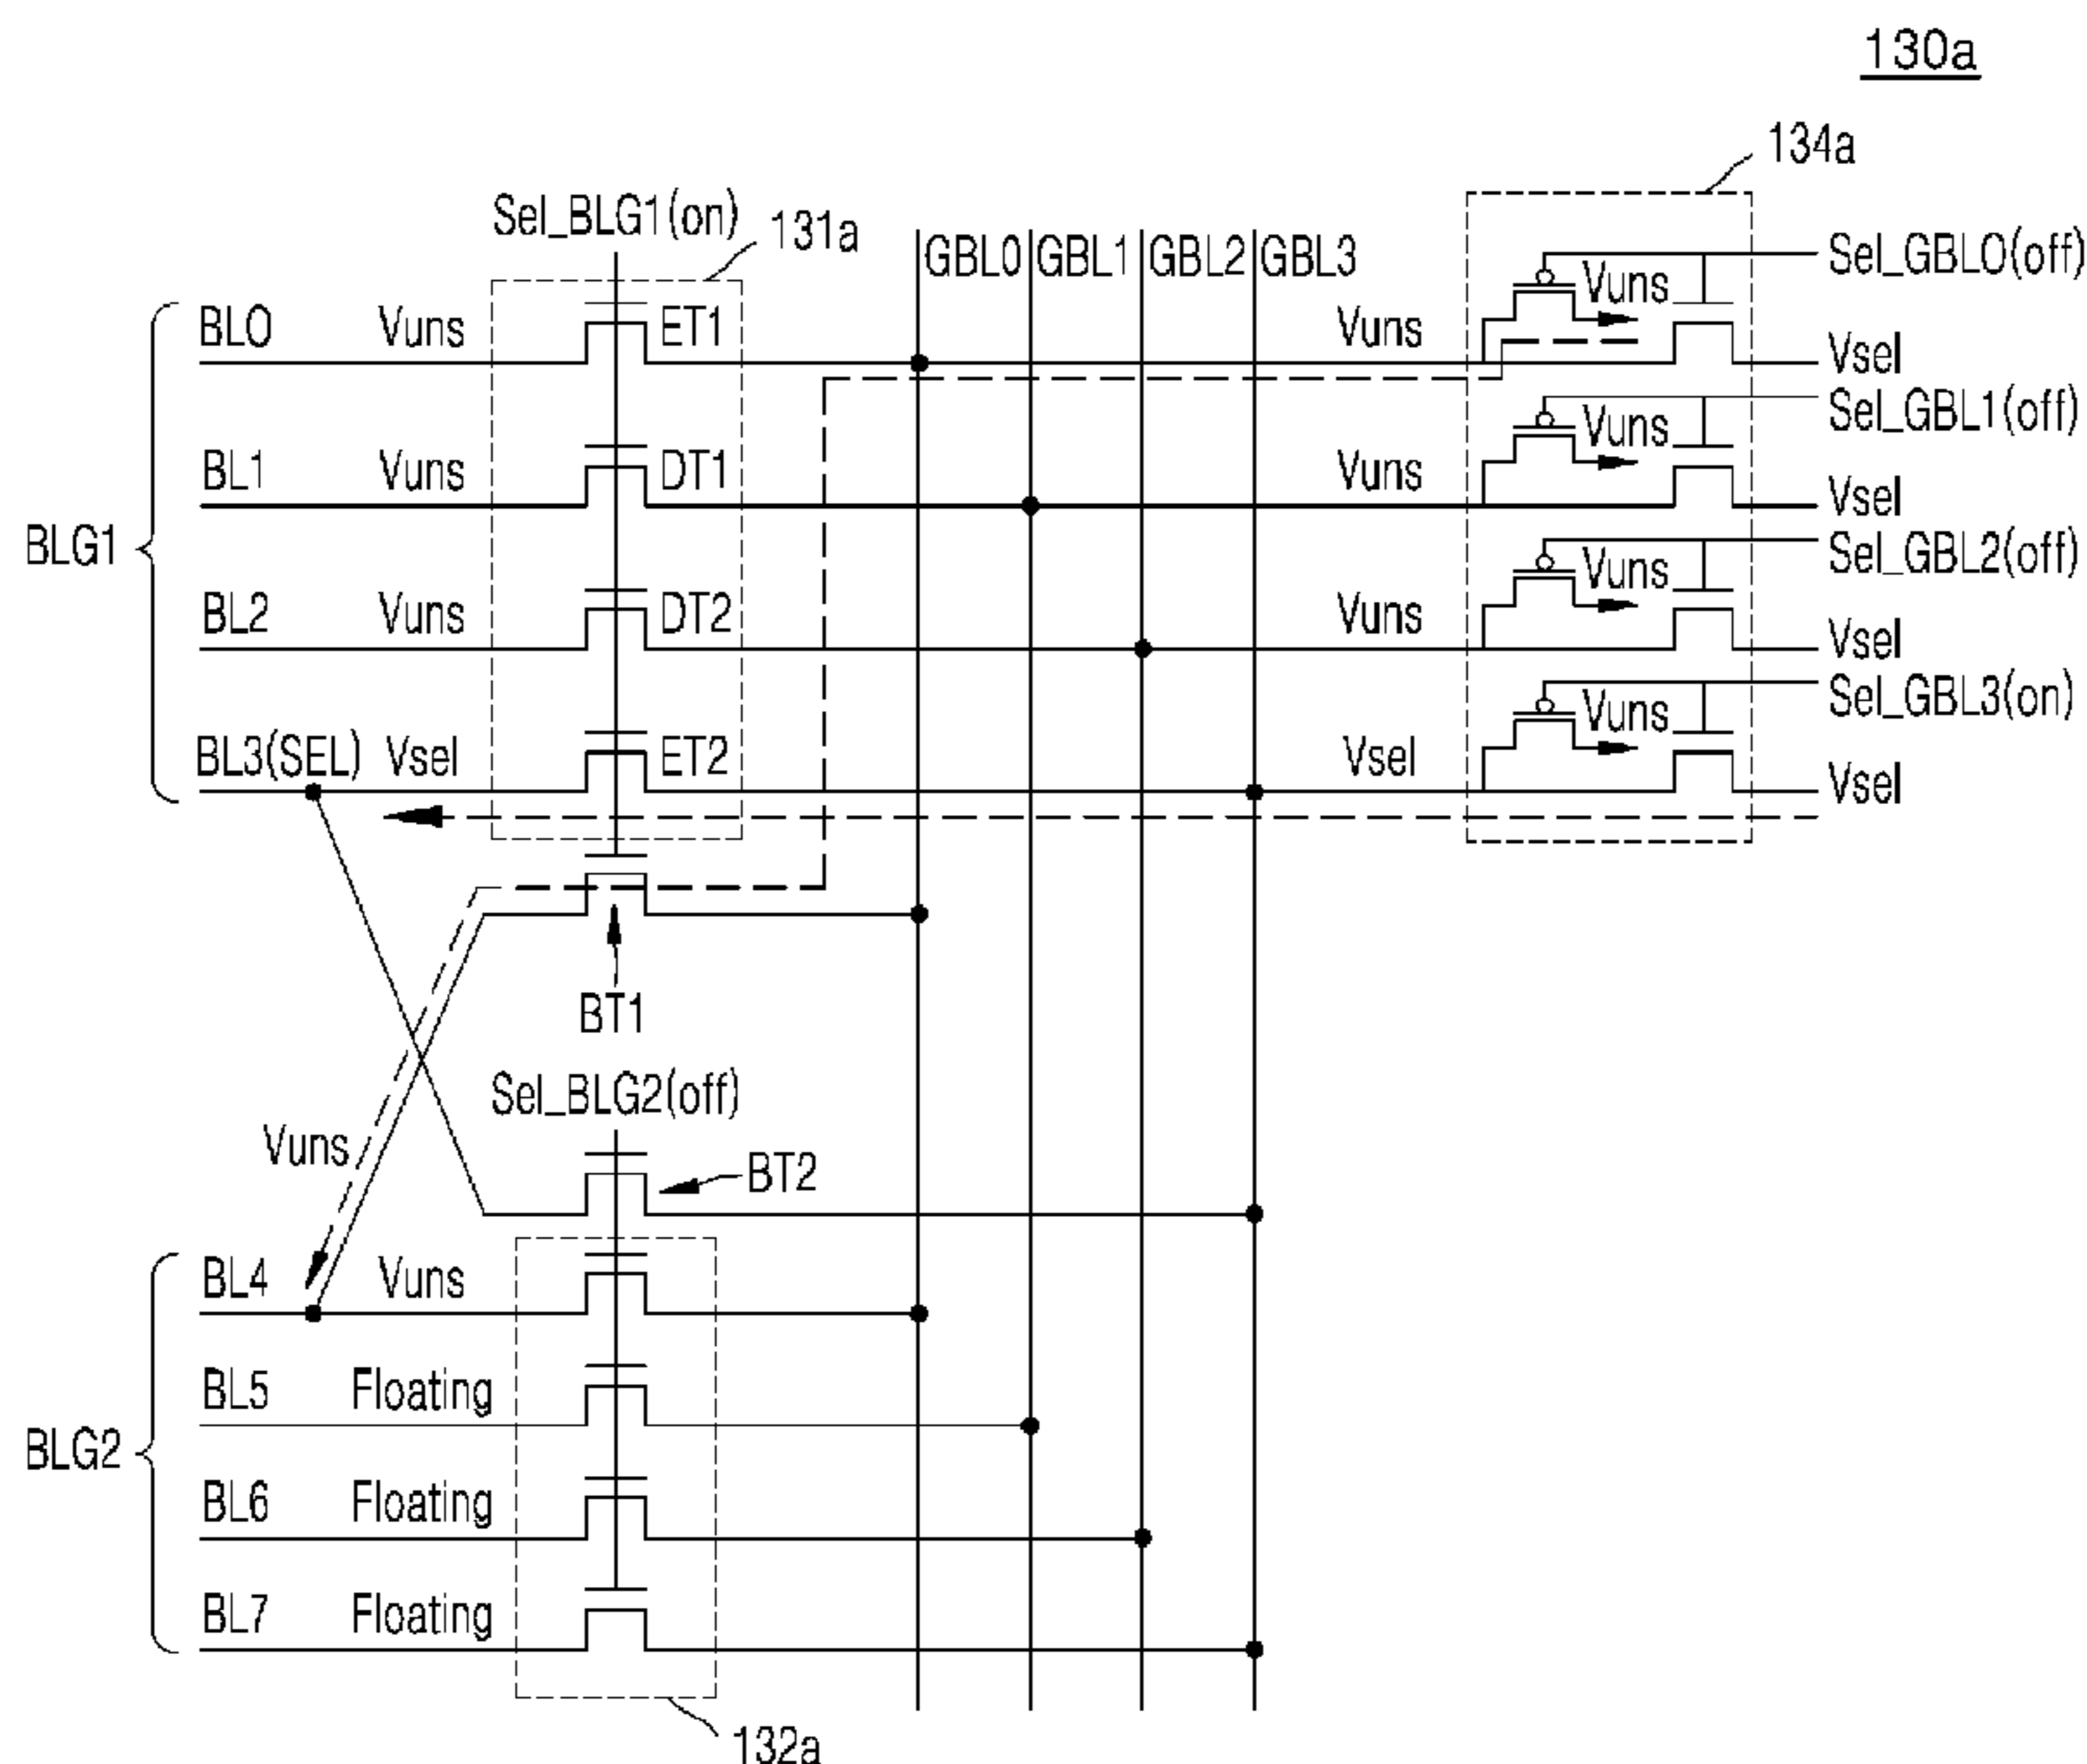 130a
134a
Sel_BLG1(on)
131a
GBL0 GBL1 GBL2 GBL3
Sel_GBL0(off)
BL0 Vuns ET1 Vuns Vuns Vsel
Sel_GBL1(off)
BL1 Vuns DT1 Vuns Vuns Vsel
BLG1
Sel_GBL2(off)
BL2 Vuns DT2 Vuns Vuns Vsel
Sel_GBL3(on)
BL3(SEL) Vsel ET2 Vsel Vuns Vsel
BT1
Sel_BLG2(off)
Vuns
BT2
BL4 Vuns
BL5 Floating
BLG2
BL6 Floating
BL7 Floating
132a